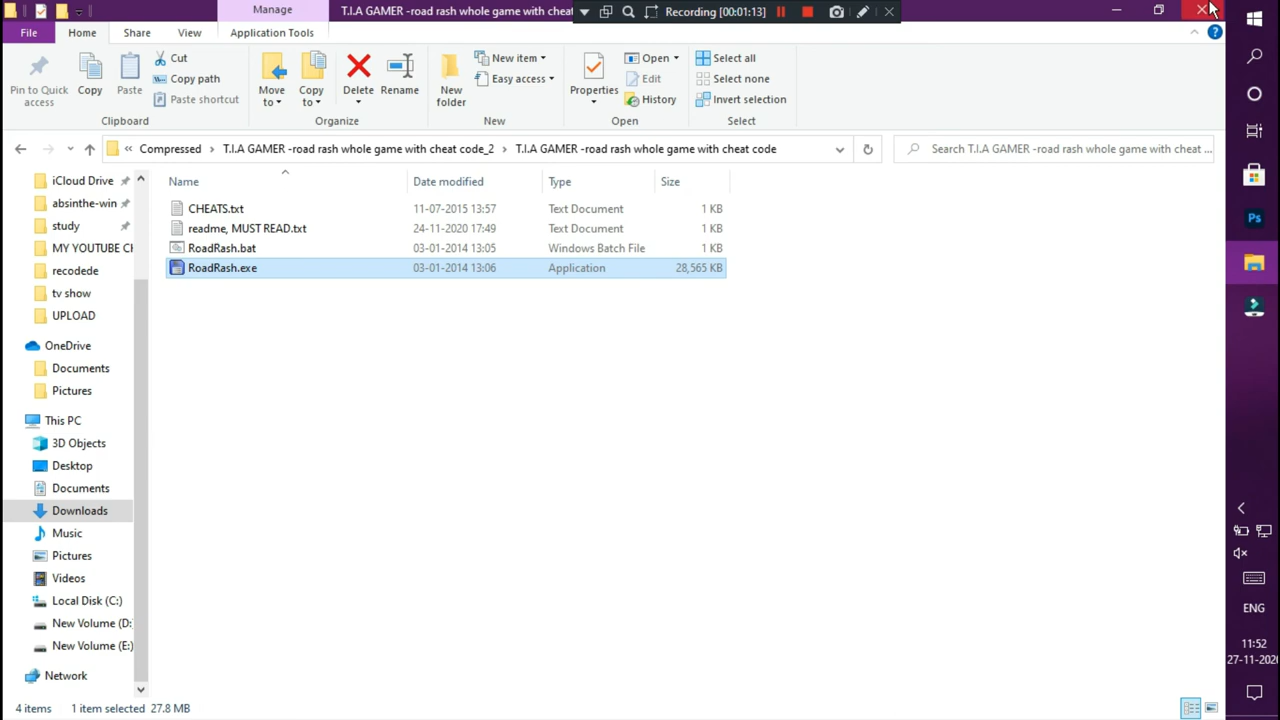 Manage
T.I.A GAMER -road rash whole game with cheat
Recording [00:01:13]
File
Home
Share
View
Application Tools
Pin to Quick access
Copy
Paste
Cut
Copy path
Paste shortcut
Clipboard
Move to
Copy to
Delete
Rename
Organize
New folder
New item
Easy access
New
Properties
Open
Edit
History
Open
Select all
Select none
Invert selection
Select
« Compressed > T.I.A GAMER -road rash whole game with cheat code_2 > T.I.A GAMER -road rash whole game with cheat code
Search T.I.A GAMER -road rash whole game with cheat ...
Name Date modified Type Size
CHEATS.txt 11-07-2015 13:57 Text Document 1 KB
readme, MUST READ.txt 24-11-2020 17:49 Text Document 1 KB
RoadRash.bat 03-01-2014 13:05 Windows Batch File 1 KB
RoadRash.exe 03-01-2014 13:06 Application 28,565 KB
iCloud Drive
absinthe-win
study
MY YOUTUBE CH
recodede
tv show
UPLOAD
OneDrive
Documents
Pictures
This PC
3D Objects
Desktop
Documents
Downloads
Music
Pictures
Videos
Local Disk (C:)
New Volume (D:
New Volume (E:)
Network
4 items 1 item selected 27.8 MB
Ps
ENG
11:52
27-11-2020